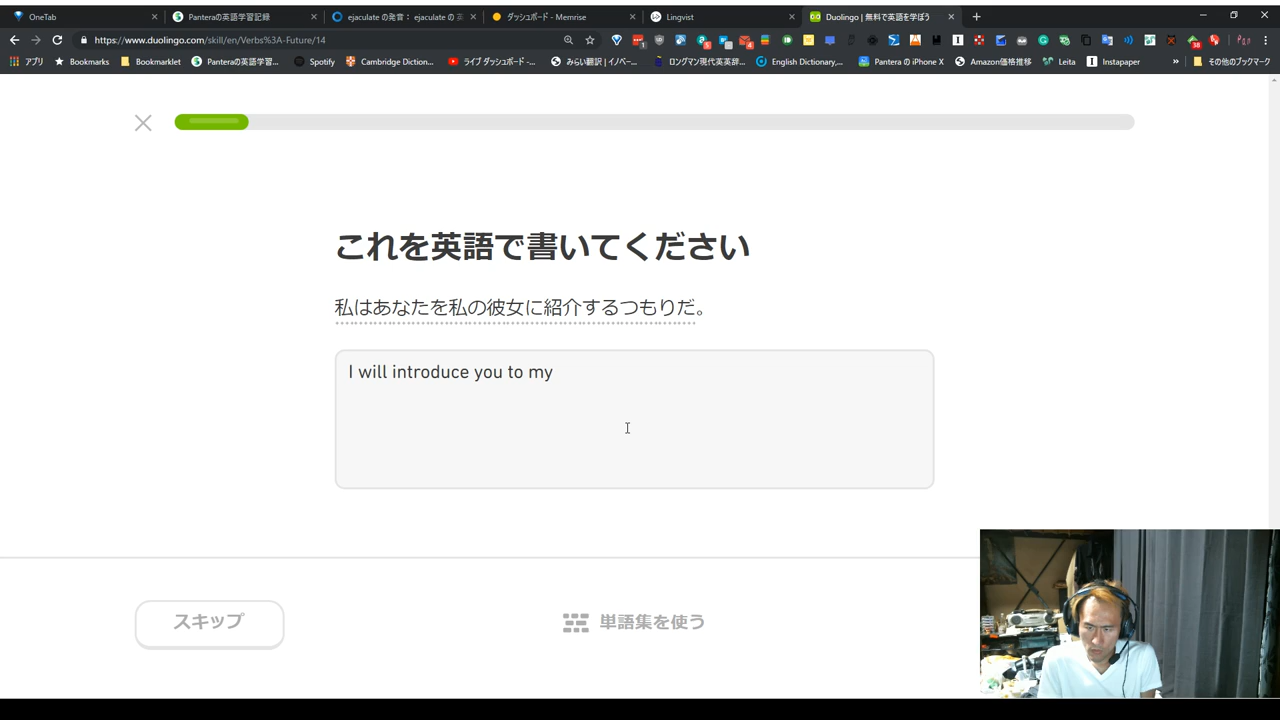 OneTab
Panteraの英語学習記録
ejaculate の発音： ejaculate の 英
ダッシュボード - Memrise
Lingvist
Duolingo | 無料で英語を学ぼう
https://www.duolingo.com/skill/en/Verbs%3A-Future/14
アプリ
Bookmarks
Bookmarklet
Panteraの英語学習...
Spotify
Cambridge Diction...
ライブ ダッシュボード -...
みらい翻訳 | イノベー...
ロングマン現代英英辞...
English Dictionary,...
Pantera の iPhone X
Amazon価格推移
Leita
Instapaper
»
その他のブックマーク
これを英語で書いてください
私はあなたを私の彼女に紹介するつもりだ。
I will introduce you to my
スキップ
単語集を使う